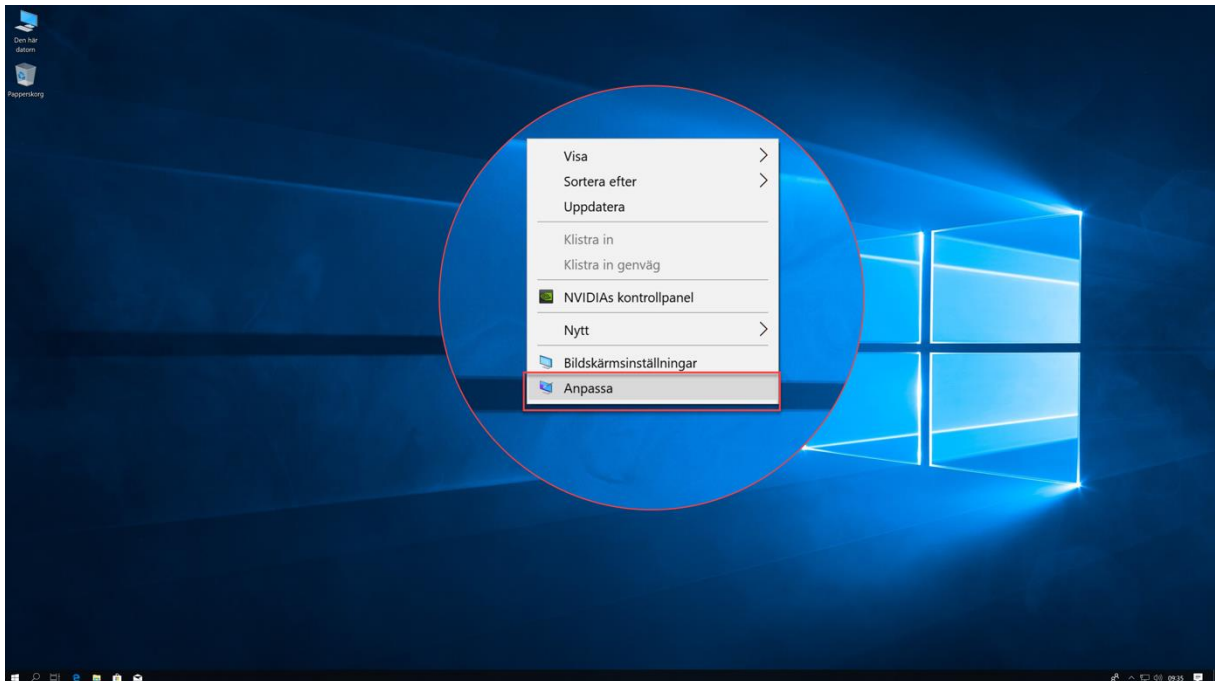 Den här
datorn
Papperskorg
Visa
Sortera efter
Uppdatera
Klistra in
Klistra in genväg
NVIDIAs kontrollpanel
Nytt
Bildskärmsinställningar
Anpassa
09:35